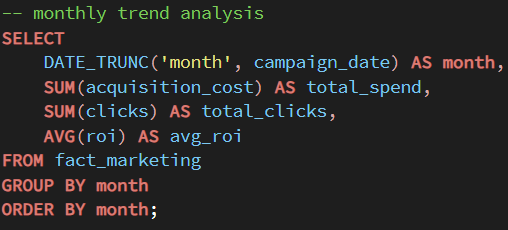 -- monthly trend analysis
SELECT
    DATE_TRUNC('month', campaign_date) AS month,
    SUM(acquisition_cost) AS total_spend,
    SUM(clicks) AS total_clicks,
    AVG(roi) AS avg_roi
FROM fact_marketing
GROUP BY month
ORDER BY month;